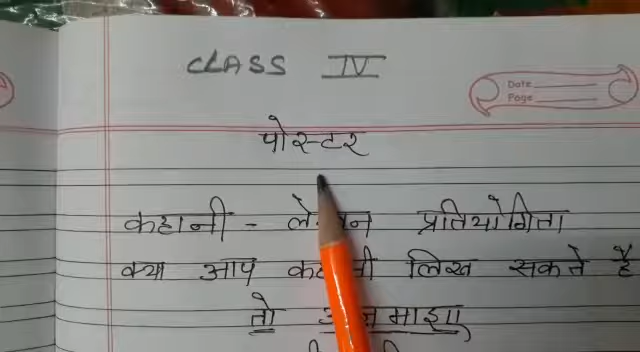 CLASS IV
Date
Page
पोस्टर
कहानी - प्रतियोगिता
क्या आप लिख सकते है
तो